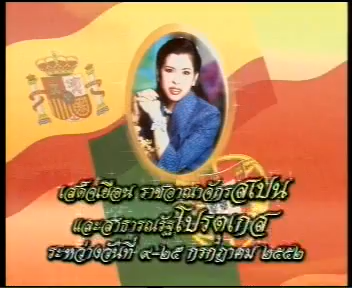 เสด็จเยือน ราชอาณาจักรสเปน
และสาธารณรัฐโปรตุเกส
ระหว่างวันที่ ๙-๒๕ กรกฎาคม ๒๕๕๒